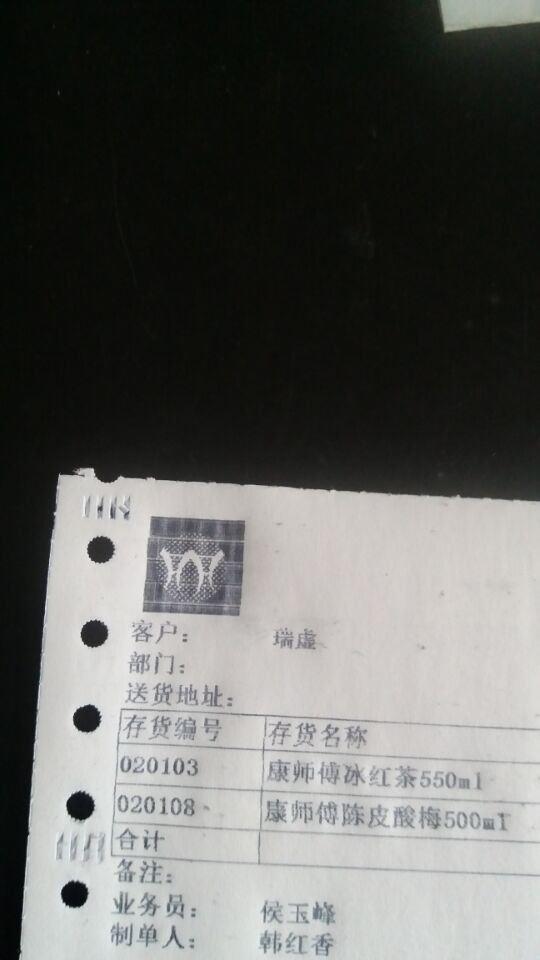 客户： 瑞虚
部门：
送货地址：
存货编号 存货名称
020103 康师傅冰红茶550ml
020108 康师傅陈皮酸梅500ml
合计
备注：
业务员： 侯玉峰
制单人： 韩红香